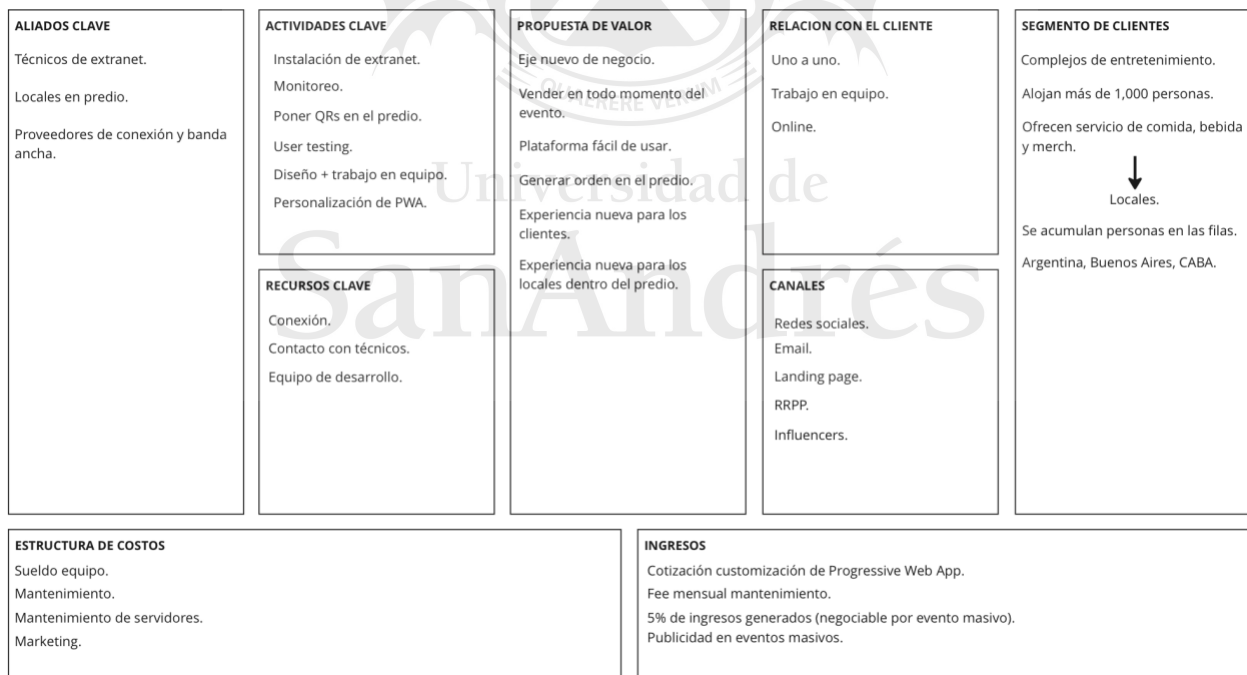 ALIADOS CLAVE
Técnicos de extranet.
Locales en predio.
Proveedores de conexión y banda
ancha.
ACTIVIDADES CLAVE
Instalación de extranet.
Monitoreo.
Poner QRs en el predio.
User testing.
Diseño + trabajo en equipo.
Personalización de PWA.
RECURSOS CLAVE
Conexión.
Contacto con técnicos.
Equipo de desarrollo.
PROPUESTA DE VALOR
Eje nuevo de negocio.
Vender en todo momento del
evento.
Plataforma fácil de usar.
Generar orden en el predio.
Experiencia nueva para los
clientes.
Experiencia nueva para los
locales dentro del predio.
RELACION CON EL CLIENTE
Uno a uno.
Trabajo en equipo.
Online.
CANALES
Redes sociales.
Email.
Landing page.
RRPP.
Influencers.
SEGMENTO DE CLIENTES
Complejos de entretenimiento.
Alojan más de 1,000 personas.
Ofrecen servicio de comida, bebida
y merch.
Locales.
Se acumulan personas en las filas.
Argentina, Buenos Aires, CABA.
ESTRUCTURA DE COSTOS
Sueldo equipo.
Mantenimiento.
Mantenimiento de servidores.
Marketing.
INGRESOS
Cotización customización de Progressive Web App.
Fee mensual mantenimiento.
5% de ingresos generados (negociable por evento masivo).
Publicidad en eventos masivos.
QUAERERE VERUM
Universidad de
SanAndrés